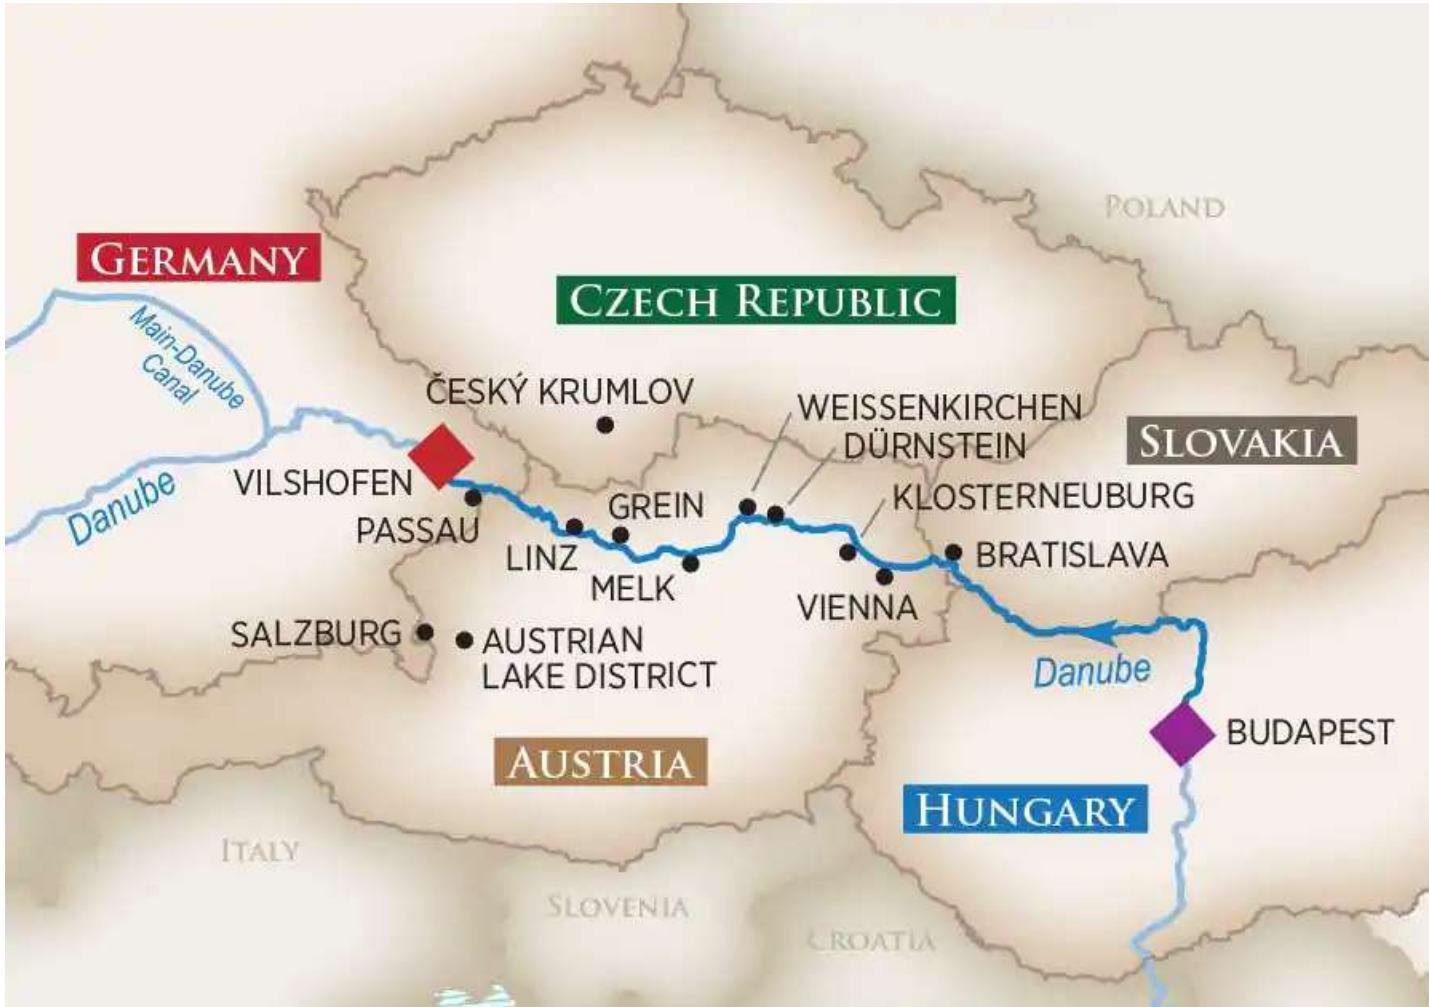 POLAND
GERMANY
CZECH REPUBLIC
Main-Danube
Canal
ČESKÝ KRUMLOV
WEISSENKIRCHEN
DÜRNSTEIN
SLOVAKIA
VILSHOFEN
Danube
PASSAU
GREIN
KLOSTERNEUBURG
LINZ
MELK
BRATISLAVA
VIENNA
SALZBURG
AUSTRIAN
LAKE DISTRICT
Danube
BUDAPEST
AUSTRIA
HUNGARY
ITALY
SLOVENIA
CROATIA